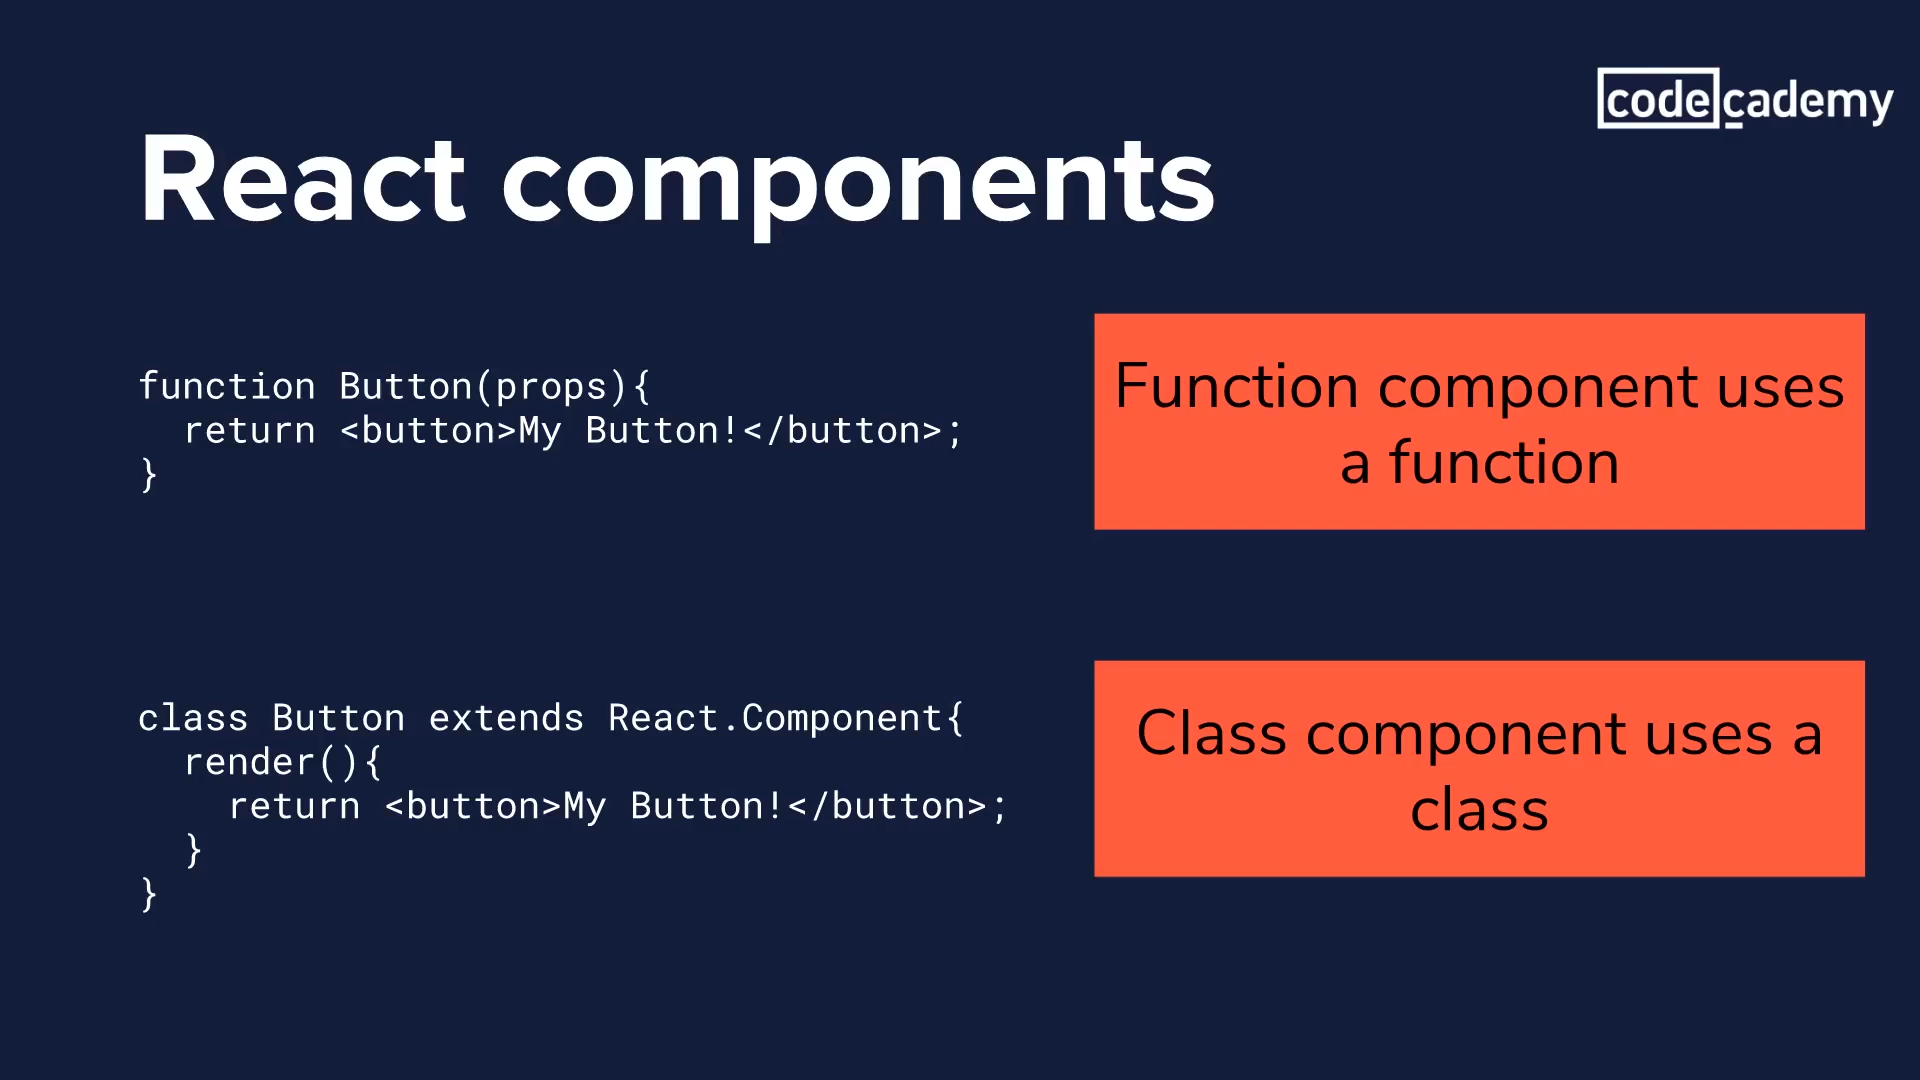 codecademy
React components
function Button(props){
  return <button>My Button!</button>;
}
Function component uses
a function
class Button extends React.Component{
  render(){
    return <button>My Button!</button>;
  }
}
Class component uses a
class